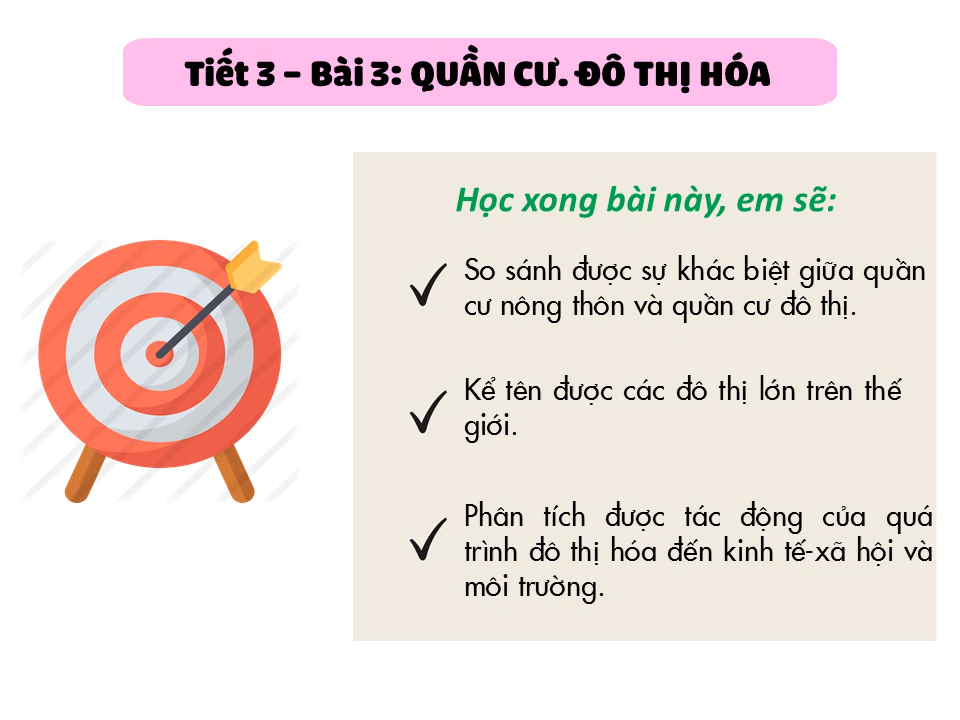 Tiết 3 – Bài 3: QUẦN CƯ. ĐÔ THỊ HÓA
Học xong bài này, em sẽ:
So sánh được sự khác biệt giữa quần
cư nông thôn và quần cư đô thị.
Kể tên được các đô thị lớn trên thế
giới.
Phân tích được tác động của quá
trình đô thị hóa đến kinh tế-xã hội và
môi trường.